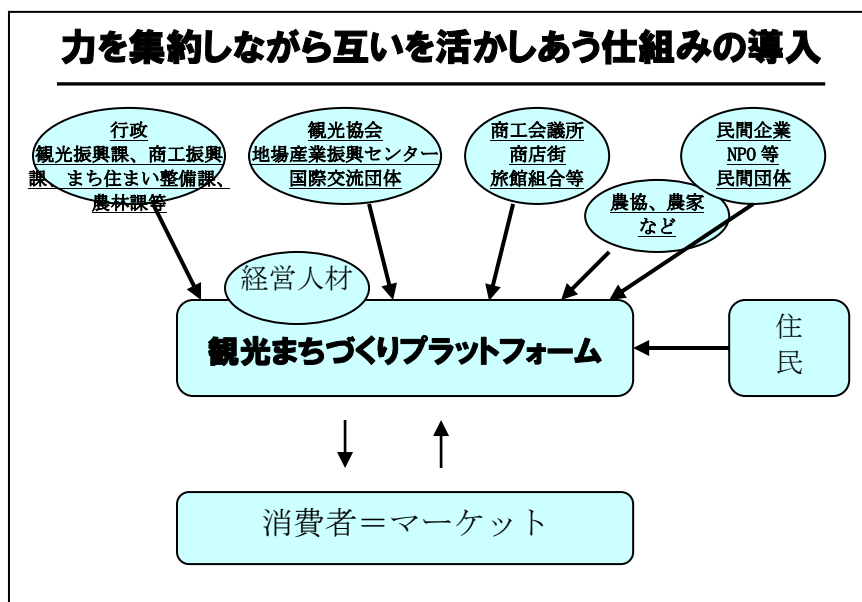 力を集約しながら互いを活かしあう仕組みの導入
行政
観光振興課、商工振興
課、まち住まい整備課、
農林課等
観光協会
地場産業振興センター
国際交流団体
商工会議所
商店街
旅館組合等
民間企業
NPO 等
民間団体
農協、農家
など
経営人材
観光まちづくりプラットフォーム
住
民
消費者＝マーケット